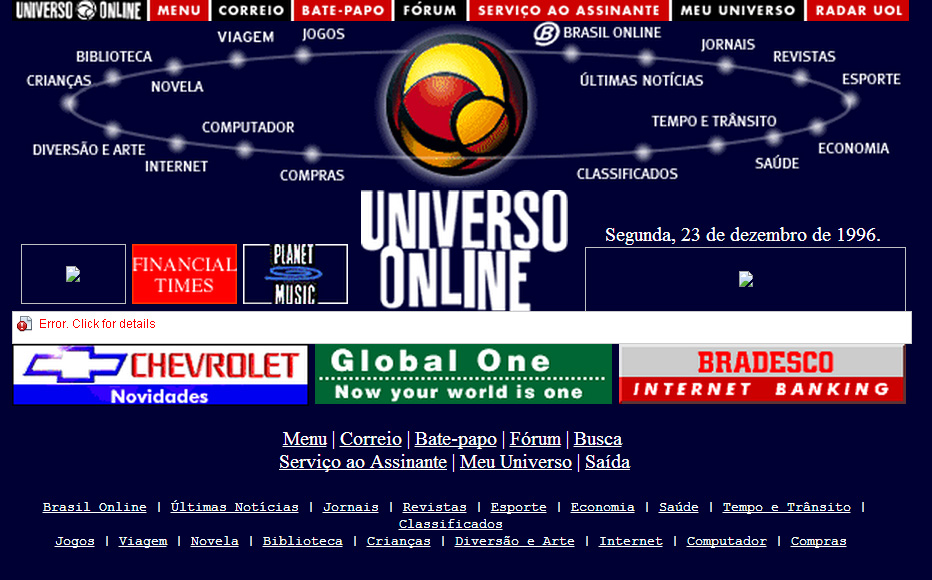 UNIVERSO ONLINE MENU CORREIO BATE-PAPO FÓRUM SERVIÇO AO ASSINANTE MEU UNIVERSO RADAR UOL
VIAGEM
JOGOS
B BRASIL ONLINE
JORNAIS
BIBLIOTECA
REVISTAS
CRIANÇAS
NOVELA
ÚLTIMAS NOTÍCIAS
ESPORTE
COMPUTADOR
TEMPO E TRÂNSITO
DIVERSÃO E ARTE
ECONOMIA
INTERNET
SAÚDE
COMPRAS
CLASSIFICADOS
UNIVERSO
ONLINE
Segunda, 23 de dezembro de 1996.
FINANCIAL
TIMES
PLANET
MUSIC
Error. Click for details
CHEVROLET
Novidades
Global One
Now your world is one
BRADESCO
INTERNET BANKING
Menu | Correio | Bate-papo | Fórum | Busca
Serviço ao Assinante | Meu Universo | Saída
Brasil Online | Últimas Notícias | Jornais | Revistas | Esporte | Economia | Saúde | Tempo e Trânsito |
Classificados
Jogos | Viagem | Novela | Biblioteca | Crianças | Diversão e Arte | Internet | Computador | Compras